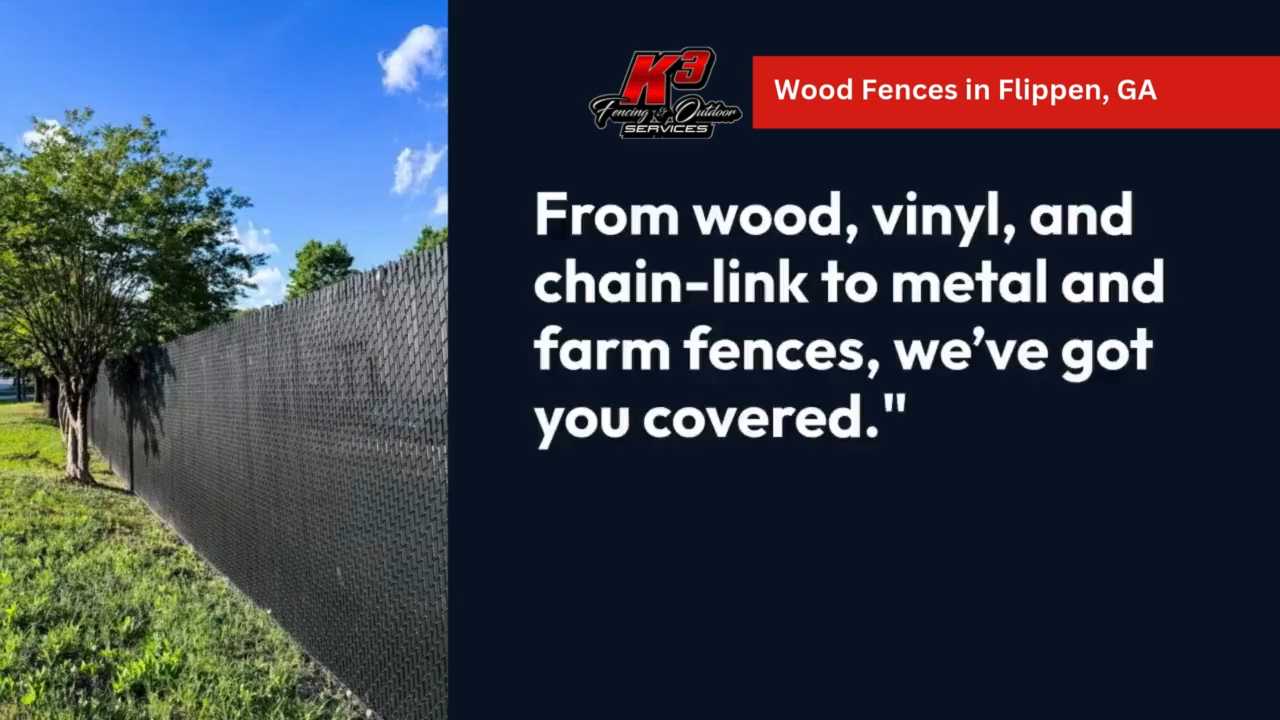 K3
Fencing & Outdoor
SERVICES
Wood Fences in Flippen, GA
From wood, vinyl, and
chain-link to metal and
farm fences, we’ve got
you covered."